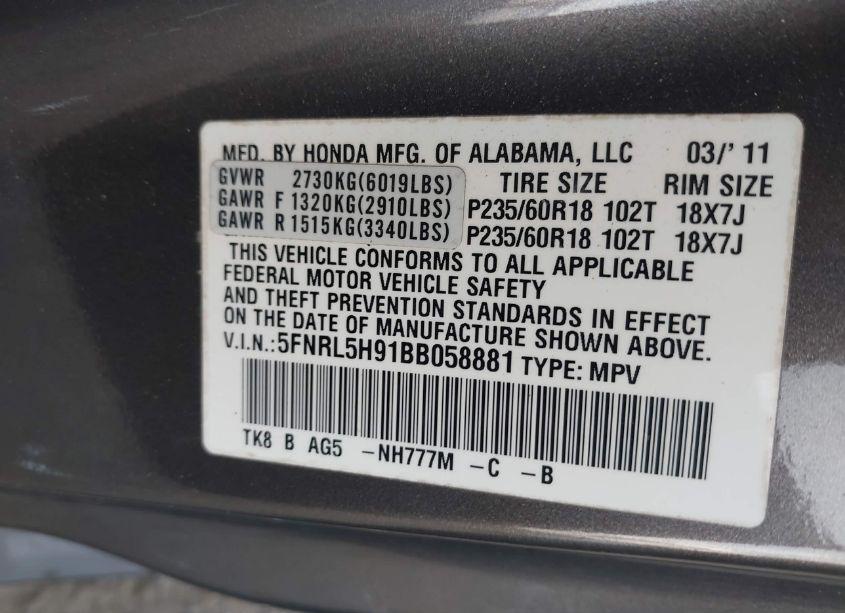 MFD. BY HONDA MFG. OF ALABAMA, LLC 03/' 11
GVWR 2730KG(6019LBS) TIRE SIZE RIM SIZE
GAWR F 1320KG(2910LBS) P235/60R18 102T 18X7J
GAWR R 1515KG(3340LBS) P235/60R18 102T 18X7J
THIS VEHICLE CONFORMS TO ALL APPLICABLE
FEDERAL MOTOR VEHICLE SAFETY
AND THEFT PREVENTION STANDARDS IN EFFECT
ON THE DATE OF MANUFACTURE SHOWN ABOVE.
V.I.N.:5FNRL5H91BB058881 TYPE: MPV
TK8 B AG5 -NH777M -C -B